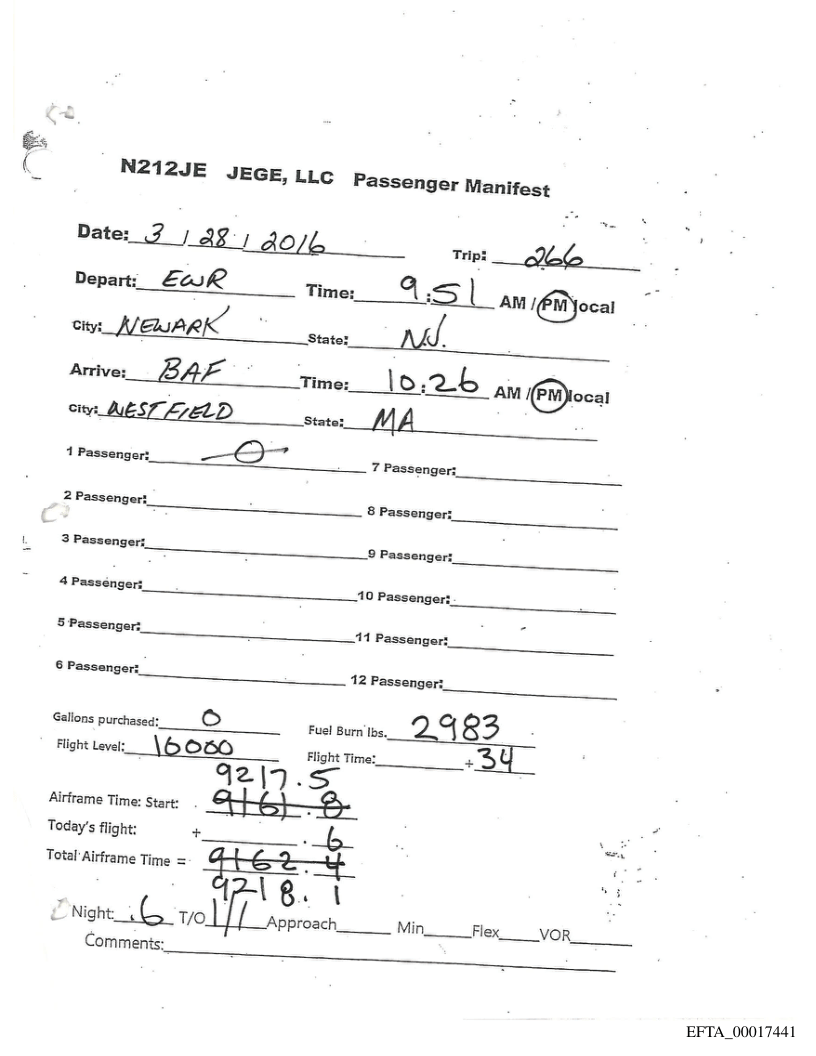 N212JE JEGE, LLC Passenger Manifest
Date: 3 / 28 / 2016 Trip: 266
Depart: EWR Time: 9:51 AM / PM local
City: NEWARK State: N.J.
Arrive: BAF Time: 10:26 AM / PM local
City: WESTFIELD State: MA
1 Passenger: 0 7 Passenger:
2 Passenger: 8 Passenger:
3 Passenger: 9 Passenger:
4 Passenger: 10 Passenger:
5 Passenger: 11 Passenger:
6 Passenger: 12 Passenger:
Gallons purchased: 0 Fuel Burn lbs. 2983
Flight Level: 16000 Flight Time: + 34
9217.5
Airframe Time: Start: 9161.8
Today's flight: + .6
Total Airframe Time = 9162.4
9218.1
Night: .6 T/O 1/1 Approach Min Flex VOR
Comments:
EFTA_00017441